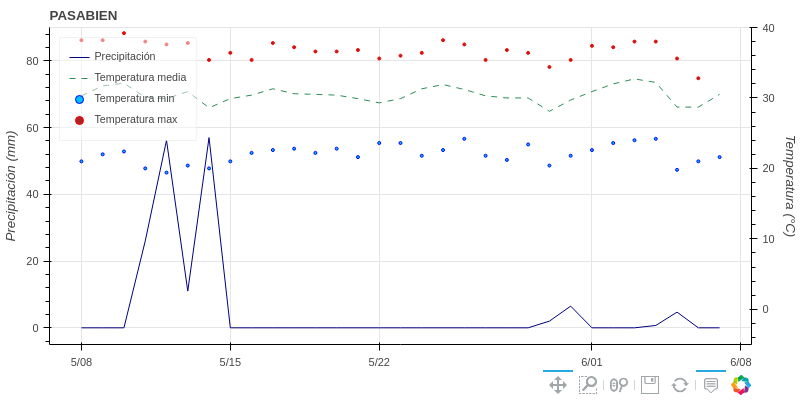 PASABIEN
Precipitación
Temperatura media
Temperatura min
Temperatura max
Precipitación (mm)
80
60
40
20
0
40
30
20
10
0
Temperatura (°C)
5/08
5/15
5/22
6/01
6/08